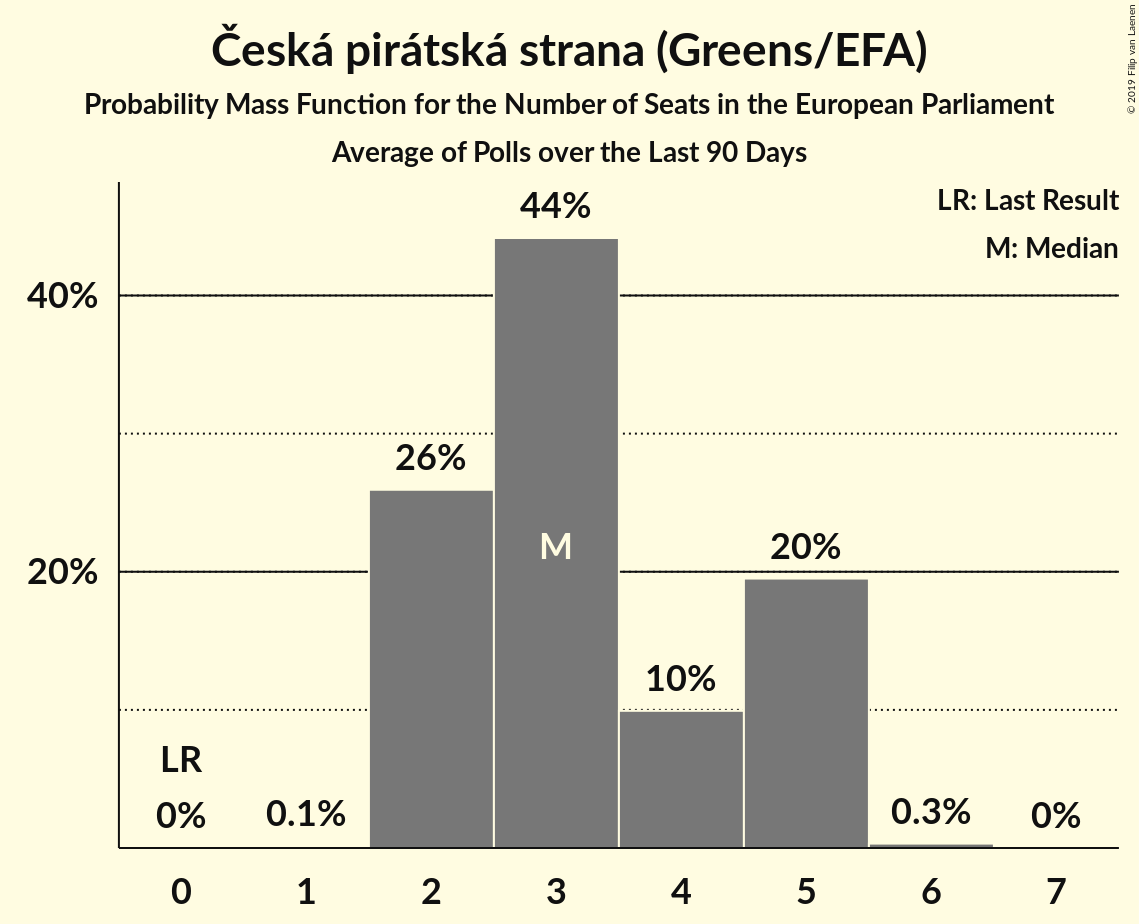 Česká pirátská strana (Greens/EFA)
Probability Mass Function for the Number of Seats in the European Parliament
Average of Polls over the Last 90 Days
© 2019 Filip van Laenen
LR: Last Result
M: Median
44%
40%
26%
M
20%
20%
10%
LR
0%
0.1%
0.3%
0%
0 1 2 3 4 5 6 7